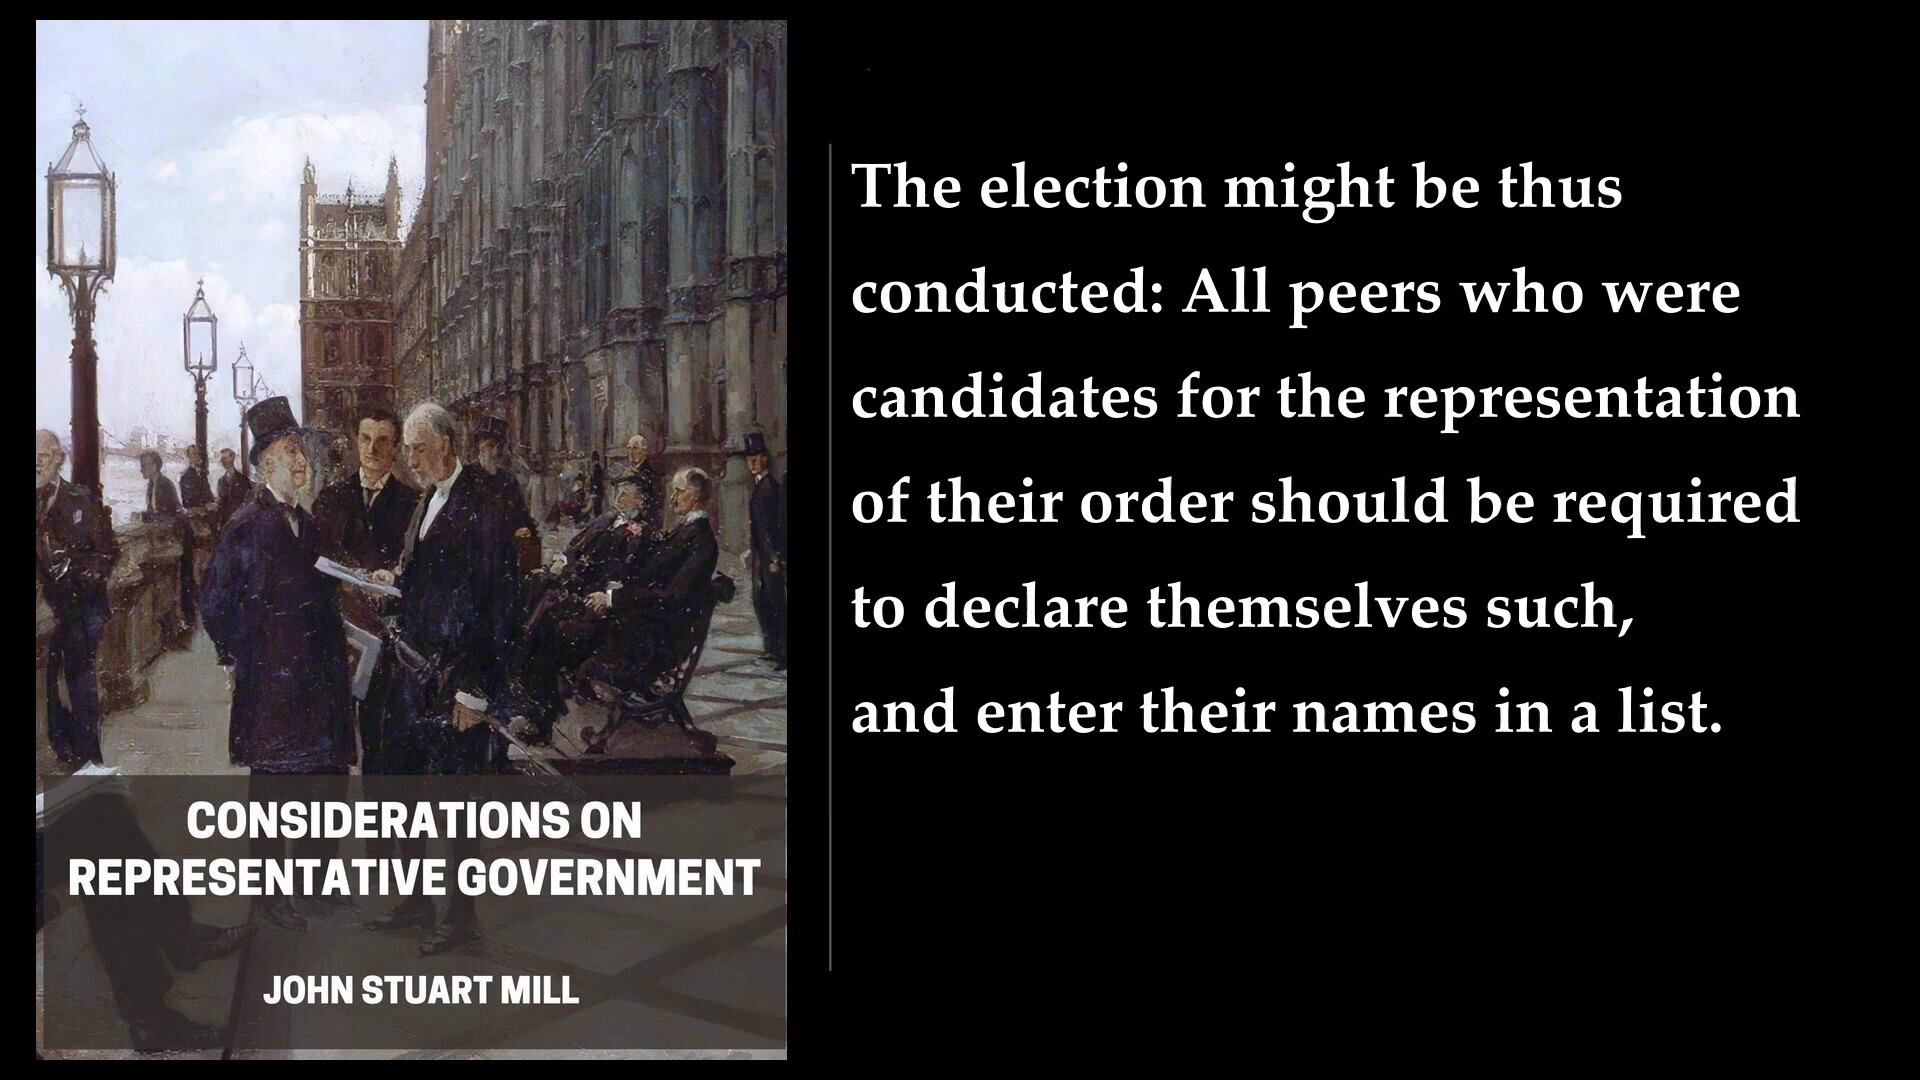 CONSIDERATIONS ON
REPRESENTATIVE GOVERNMENT
JOHN STUART MILL
The election might be thus
conducted: All peers who were
candidates for the representation
of their order should be required
to declare themselves such,
and enter their names in a list.